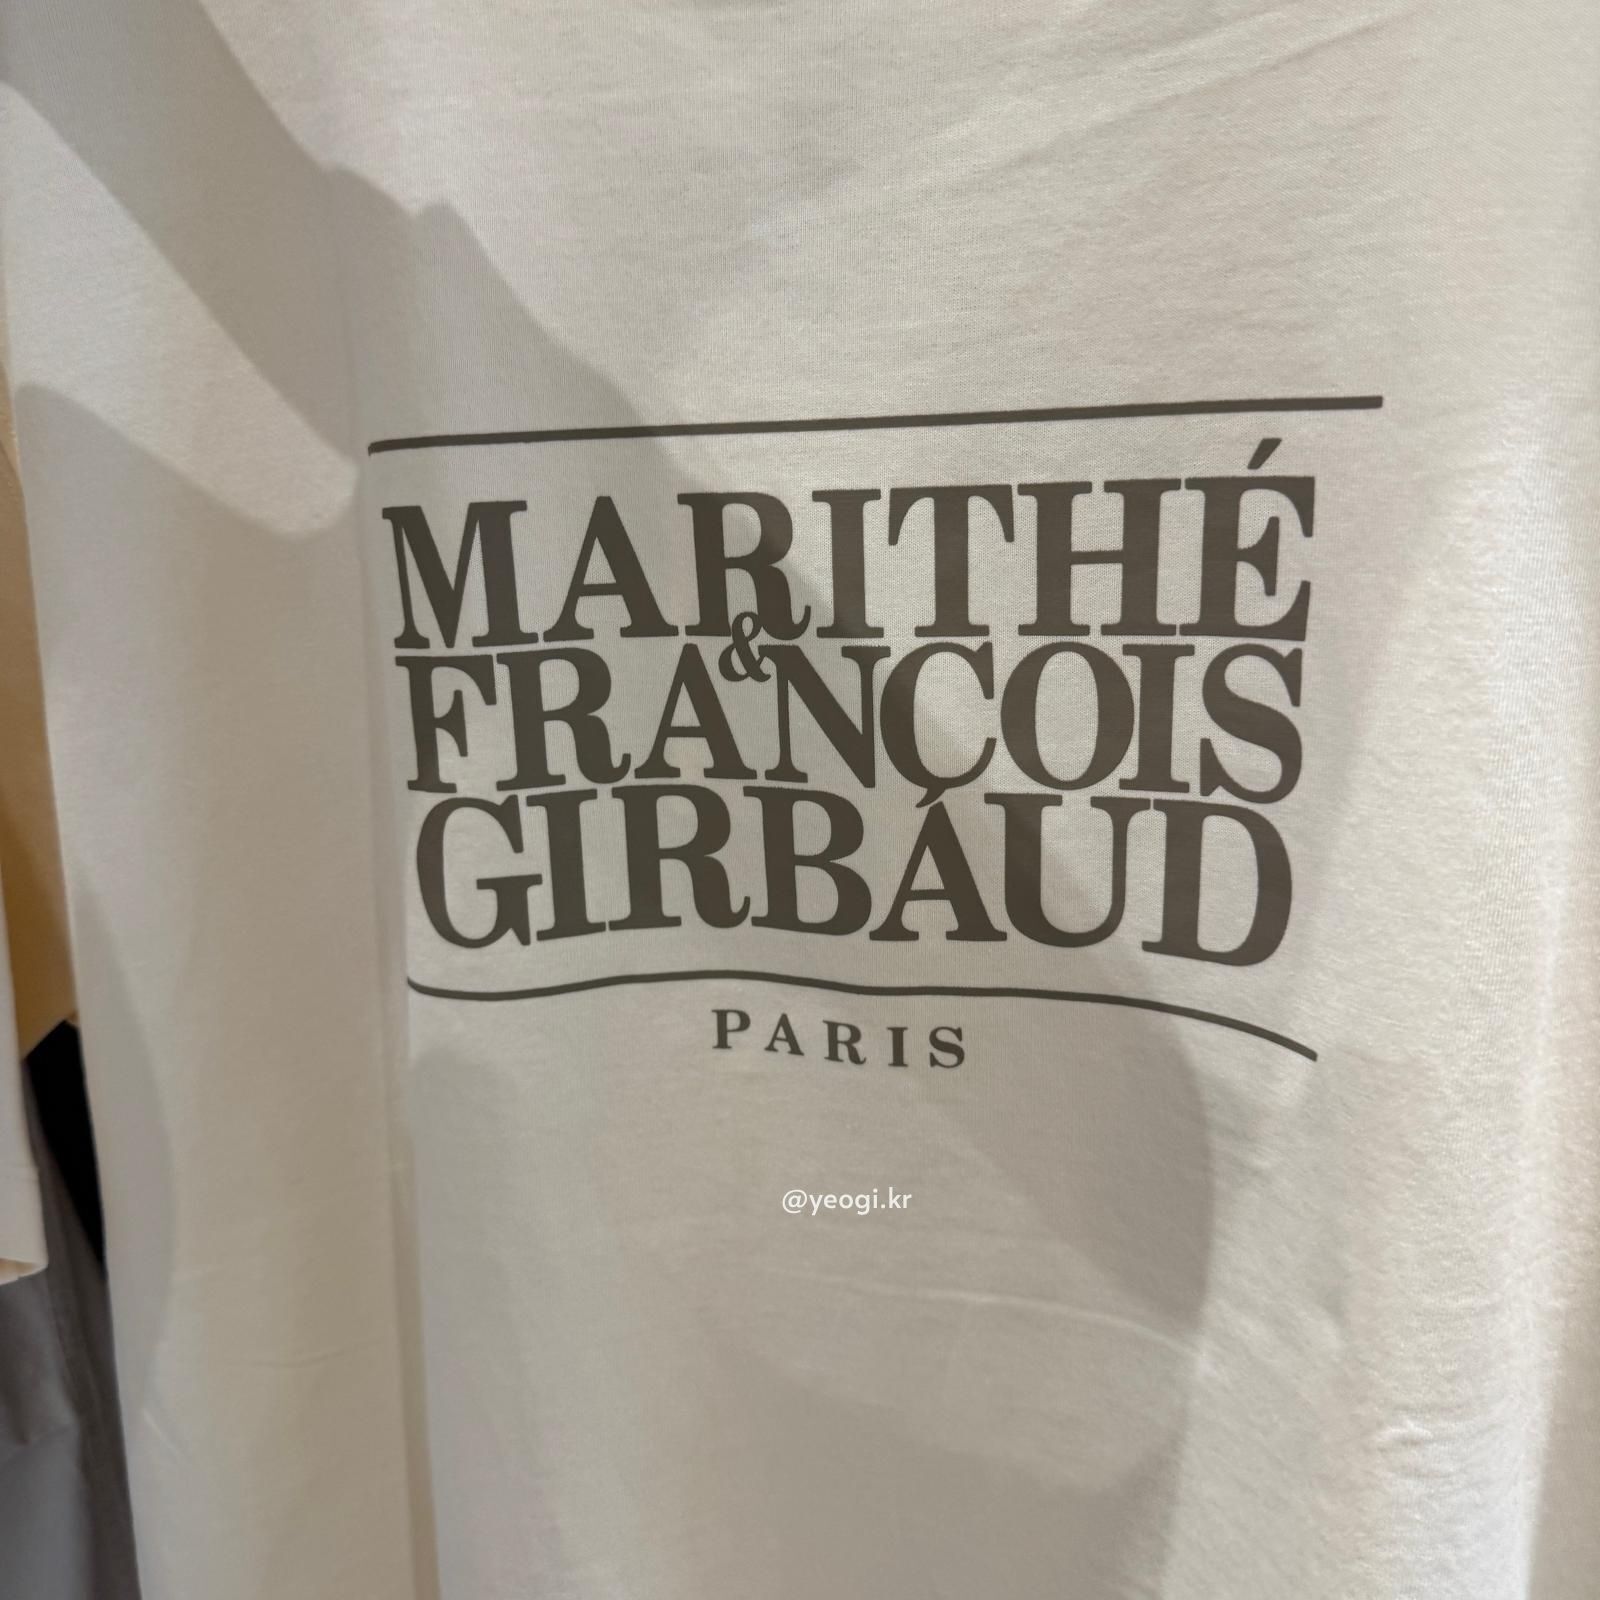 MARITHÉ
&
FRANÇOIS
GIRBAUD
PARIS
@yeogi.kr